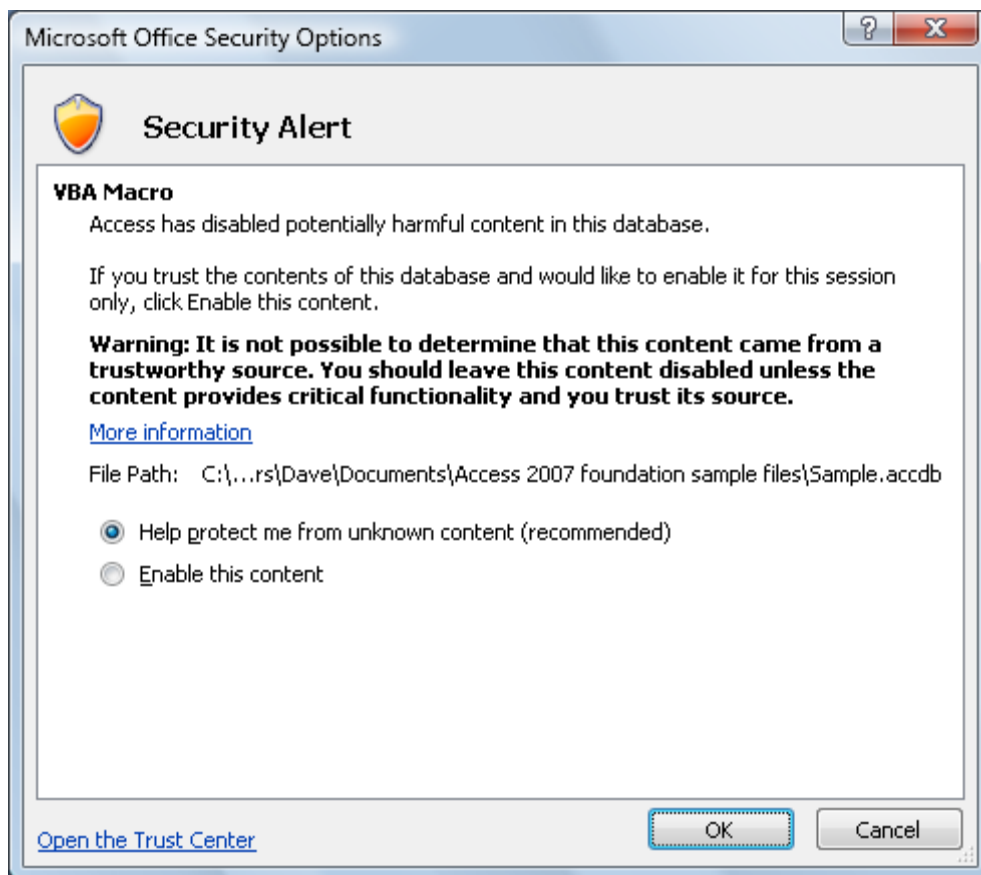 Microsoft Office Security Options
Security Alert
VBA Macro
Access has disabled potentially harmful content in this database.
If you trust the contents of this database and would like to enable it for this session
only, click Enable this content.
Warning: It is not possible to determine that this content came from a
trustworthy source. You should leave this content disabled unless the
content provides critical functionality and you trust its source.
More information
File Path: C:\...rs\Dave\Documents\Access 2007 foundation sample files\Sample.accdb
Help protect me from unknown content (recommended)
Enable this content
Open the Trust Center
OK
Cancel